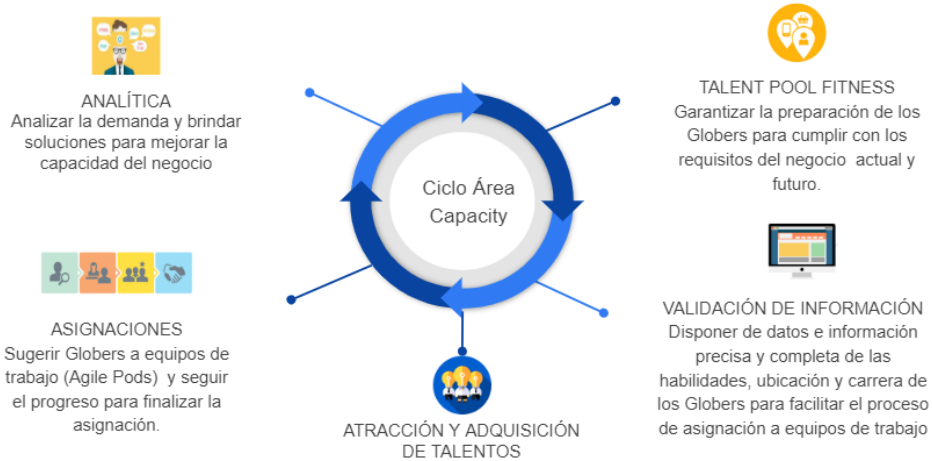 ANALÍTICA
Analizar la demanda y brindar
soluciones para mejorar la
capacidad del negocio
TALENT POOL FITNESS
Garantizar la preparación de los
Globers para cumplir con los
requisitos del negocio actual y
futuro.
Ciclo Área
Capacity
ASIGNACIONES
Sugerir Globers a equipos de
trabajo (Agile Pods) y seguir
el progreso para finalizar la
asignación.
VALIDACIÓN DE INFORMACIÓN
Disponer de datos e información
precisa y completa de las
habilidades, ubicación y carrera de
los Globers para facilitar el proceso
de asignación a equipos de trabajo
ATRACCIÓN Y ADQUISICIÓN
DE TALENTOS